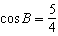 cos B = 5/4